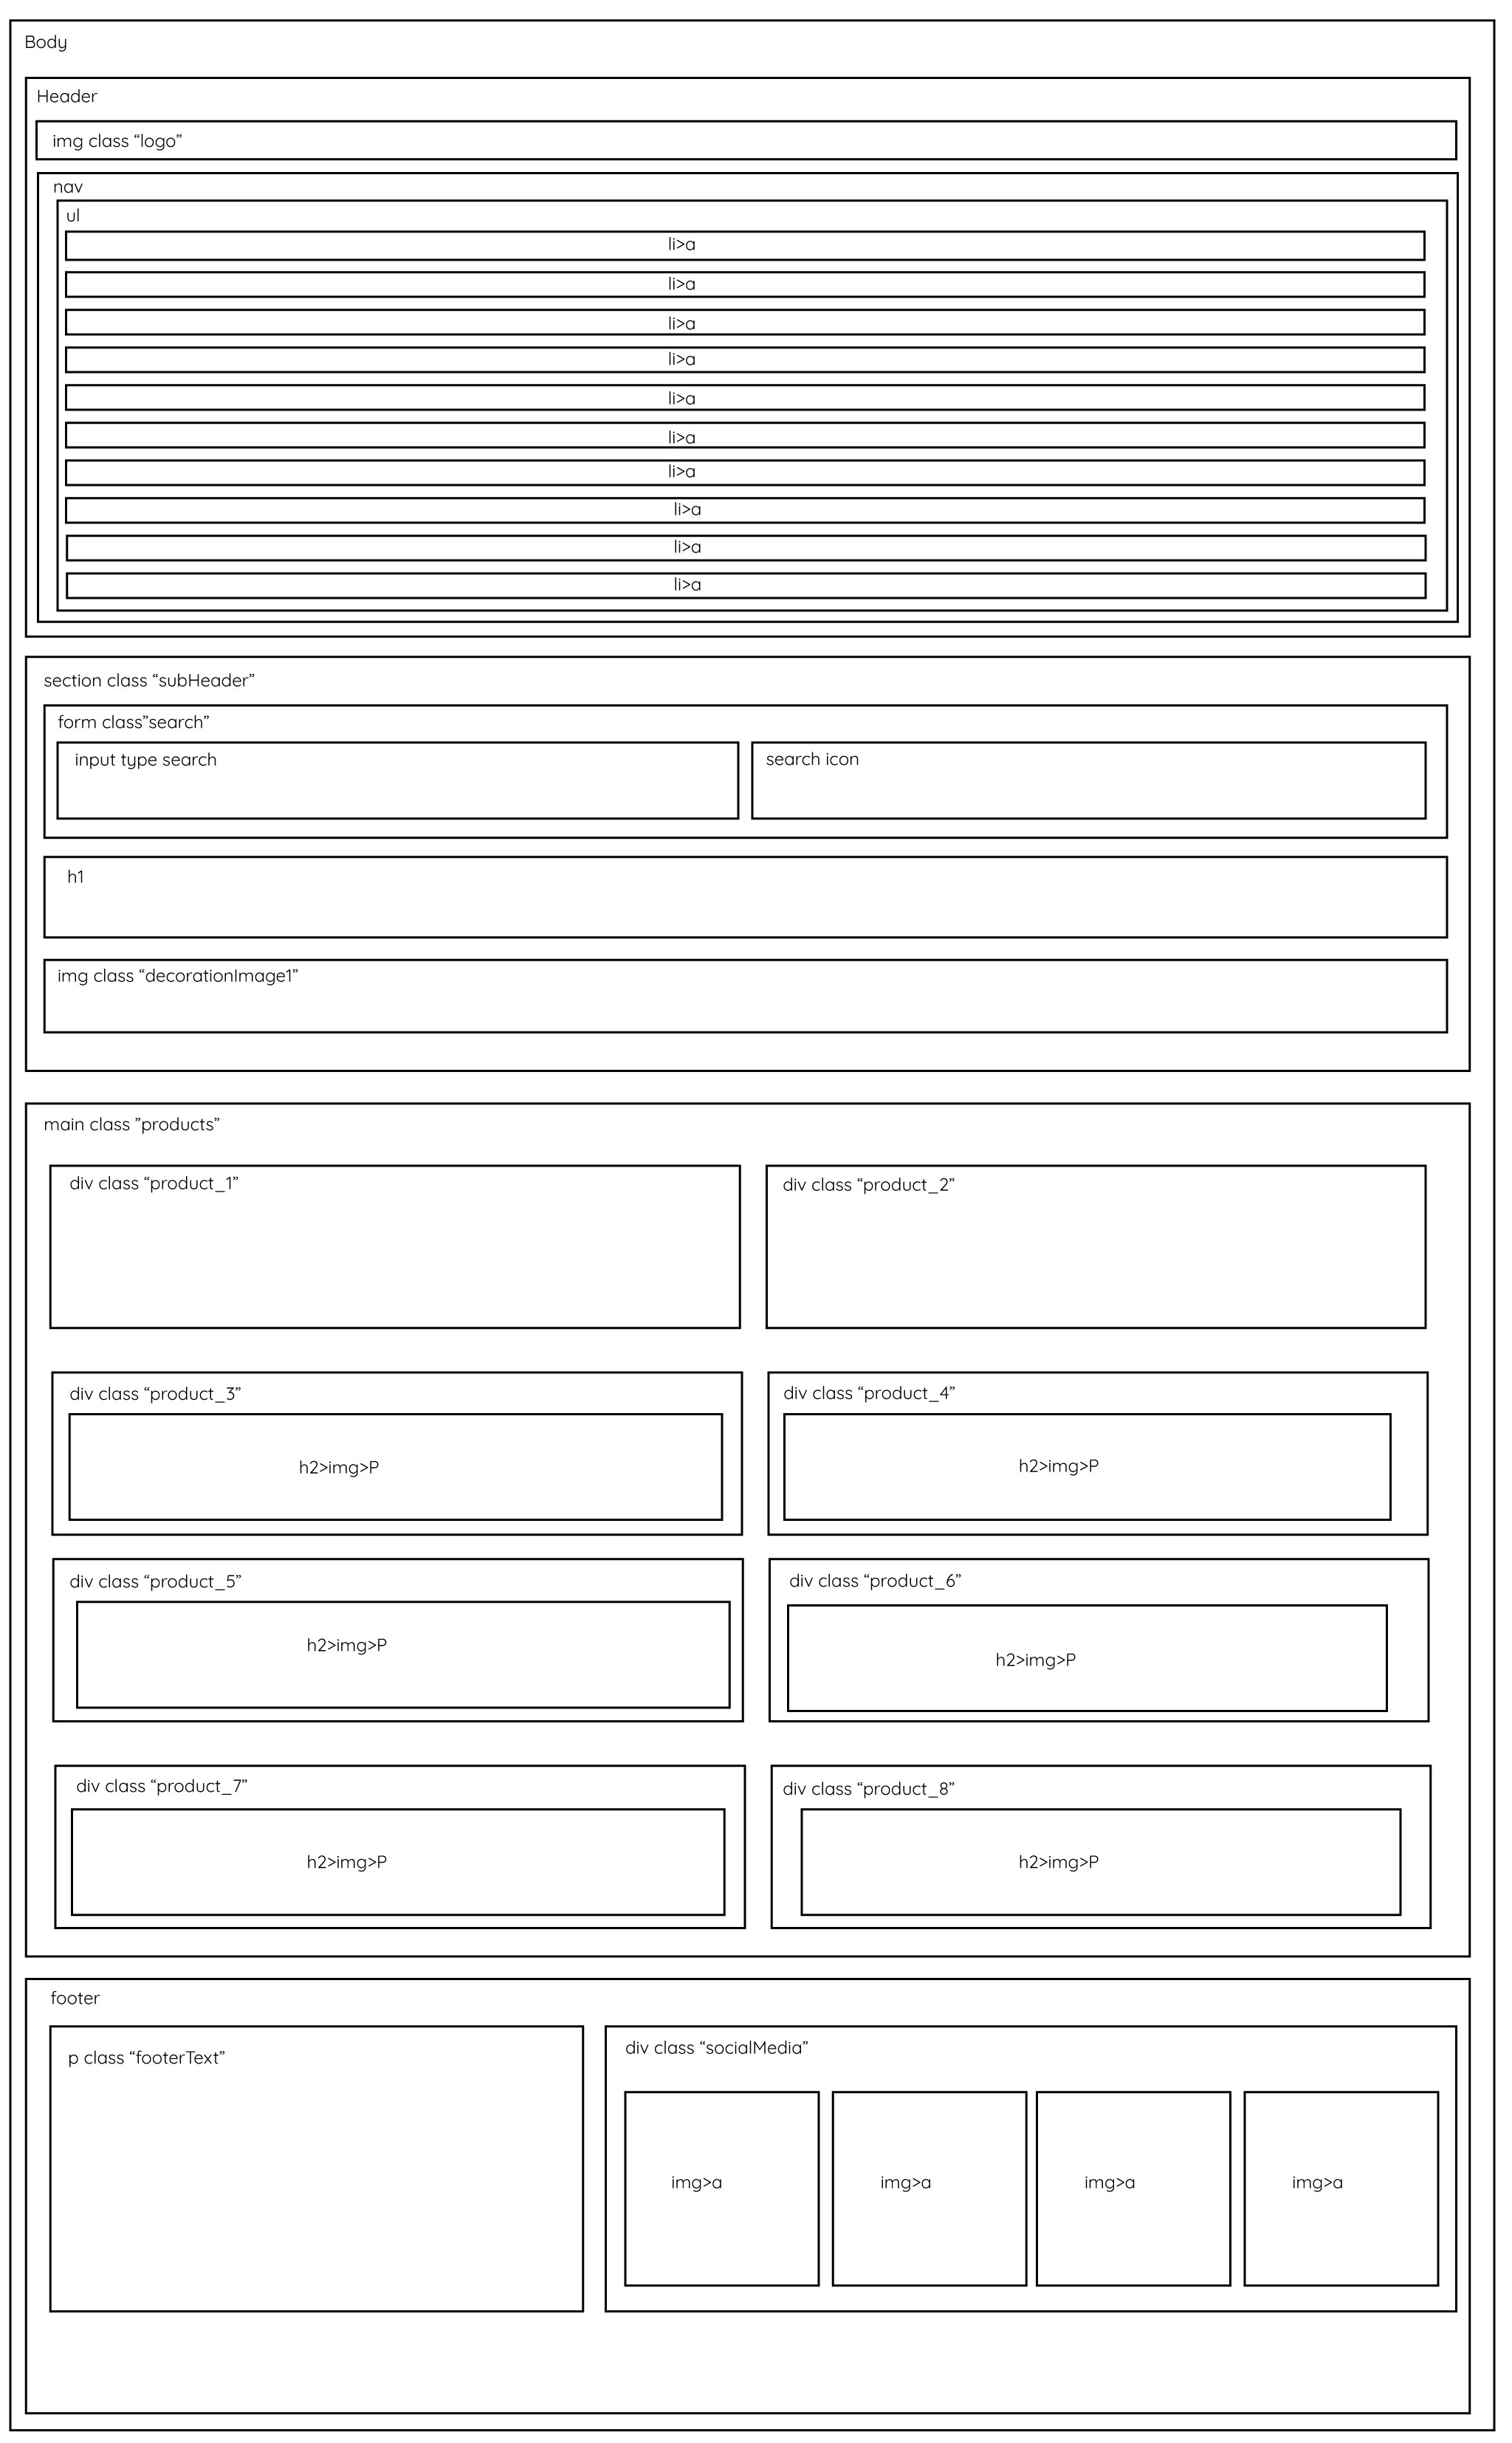 Body
Header
img class “logo”
nav
ul
li>a
li>a
li>a
li>a
li>a
li>a
li>a
li>a
li>a
li>a
section class “subHeader”
form class”search”
input type search
search icon
h1
img class “decorationImage1”
main class ”products”
div class “product_1”
div class “product_2”
div class “product_3”
h2>img>P
div class “product_4”
h2>img>P
div class “product_5”
h2>img>P
div class “product_6”
h2>img>P
div class “product_7”
h2>img>P
div class “product_8”
h2>img>P
footer
p class “footerText”
div class “socialMedia”
img>a
img>a
img>a
img>a